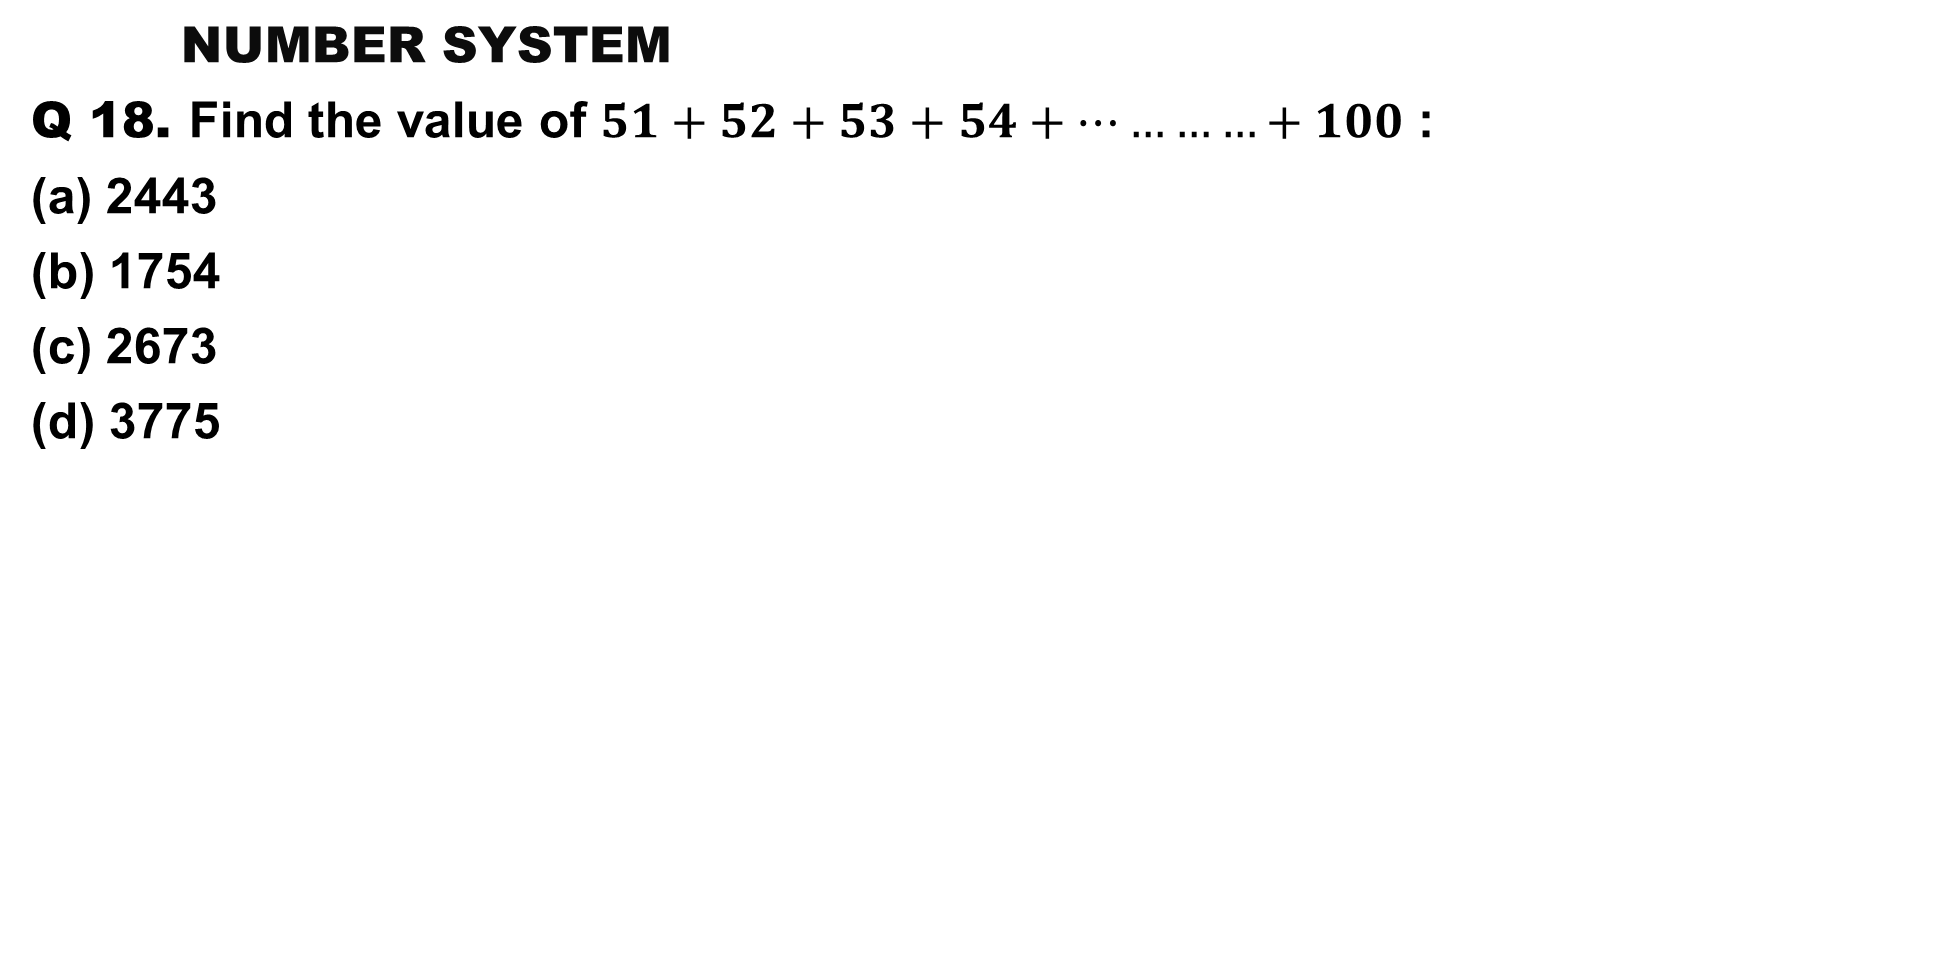 NUMBER SYSTEM
Q 18. Find the value of 51 + 52 + 53 + 54 + ⋯ … … … + 100 :
(a) 2443
(b) 1754
(c) 2673
(d) 3775